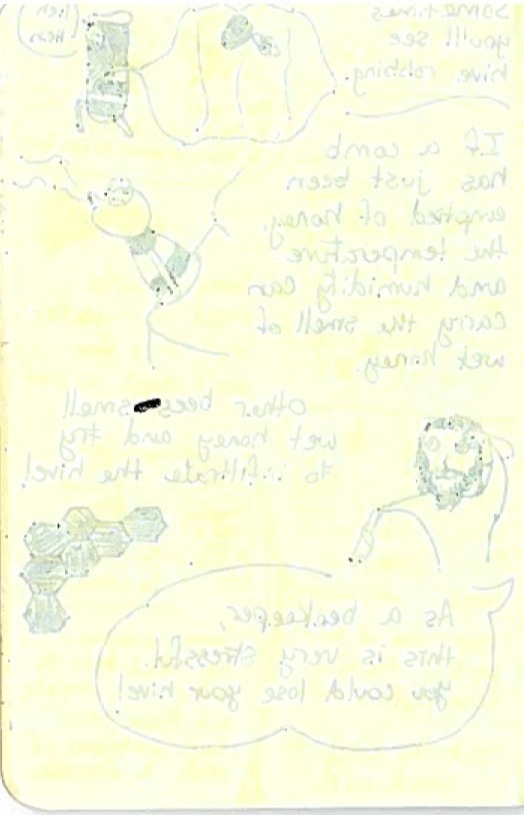 sometimes
you'll see
hive robbing.
heh
heh
If a comb
has just been
emptied of honey,
the temperature
and humidity can
carry the smell of
wet honey.
other bees smell
wet honey and try
to infiltrate the hive!
As a beekeeper,
this is very stressful.
you could lose your hive!